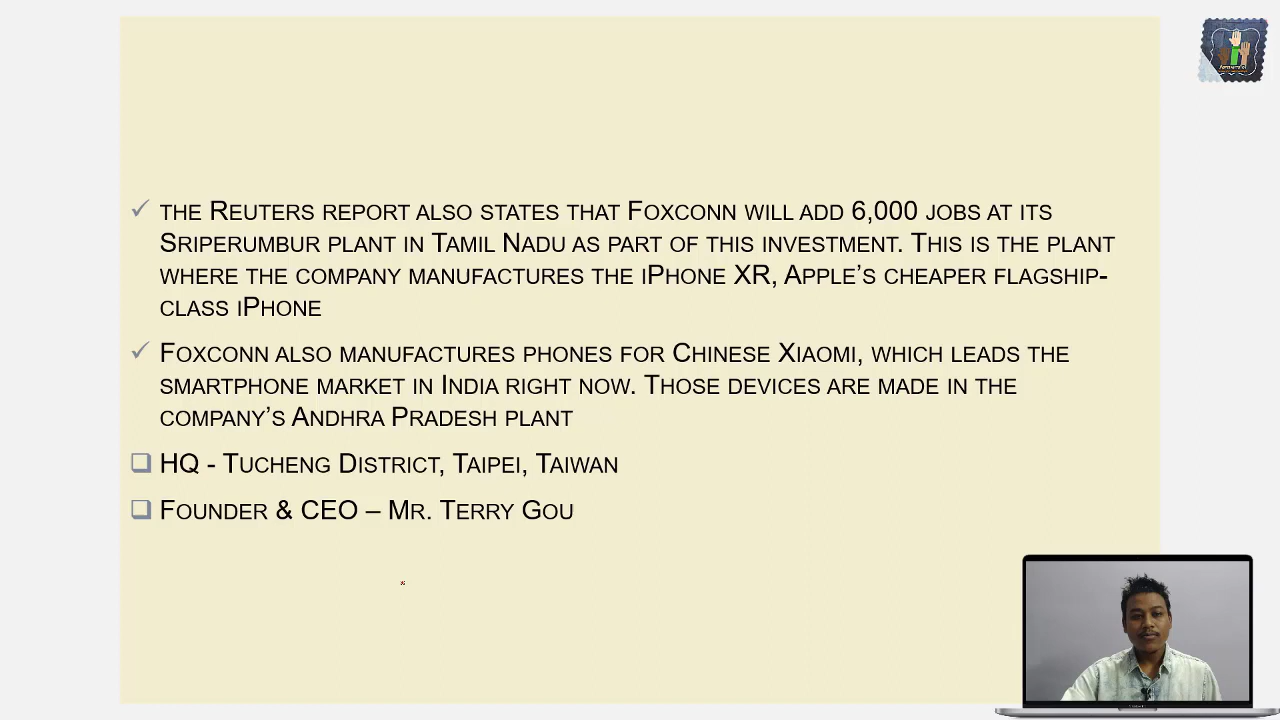 THE REUTERS REPORT ALSO STATES THAT FOXCONN WILL ADD 6,000 JOBS AT ITS
SRIPERUMBUR PLANT IN TAMIL NADU AS PART OF THIS INVESTMENT. THIS IS THE PLANT
WHERE THE COMPANY MANUFACTURES THE IPHONE XR, APPLE’S CHEAPER FLAGSHIP-
CLASS IPHONE
FOXCONN ALSO MANUFACTURES PHONES FOR CHINESE XIAOMI, WHICH LEADS THE
SMARTPHONE MARKET IN INDIA RIGHT NOW. THOSE DEVICES ARE MADE IN THE
COMPANY’S ANDHRA PRADESH PLANT
HQ - TUCHENG DISTRICT, TAIPEI, TAIWAN
FOUNDER & CEO – MR. TERRY GOU